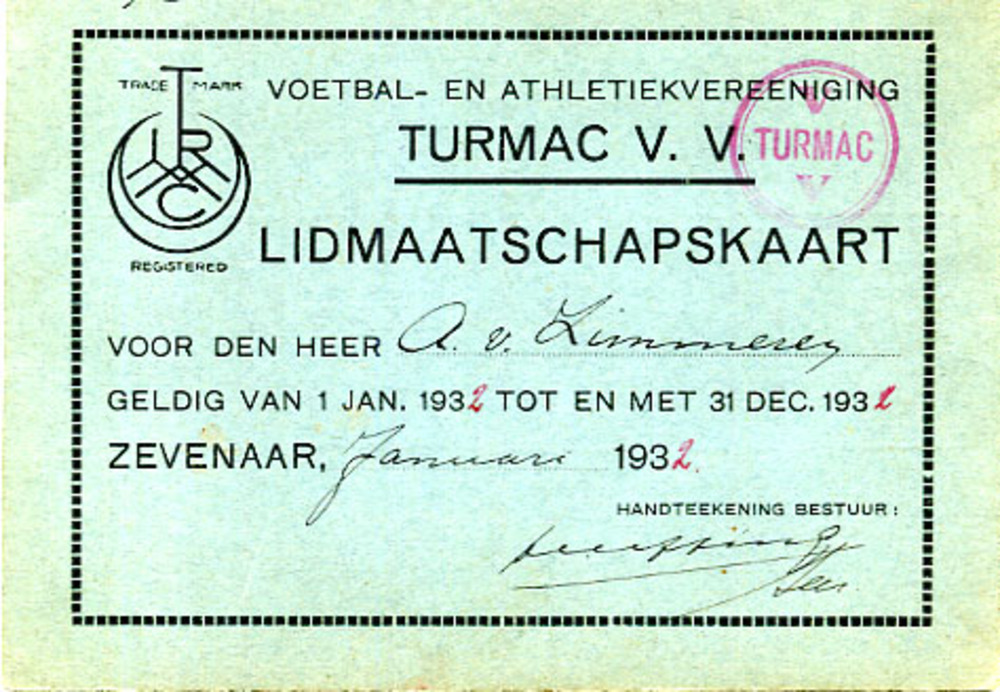 TRADE MARK
VOETBAL- EN ATHLETIEKVEREENIGING
TURMAC V. V.
V TURMAC V
TRMC
REGISTERED
LIDMAATSCHAPSKAART
VOOR DEN HEER A. v.
GELDIG VAN 1 JAN. 1932 TOT EN MET 31 DEC. 1932
ZEVENAAR, Januari 1932.
HANDTEEKENING BESTUUR :